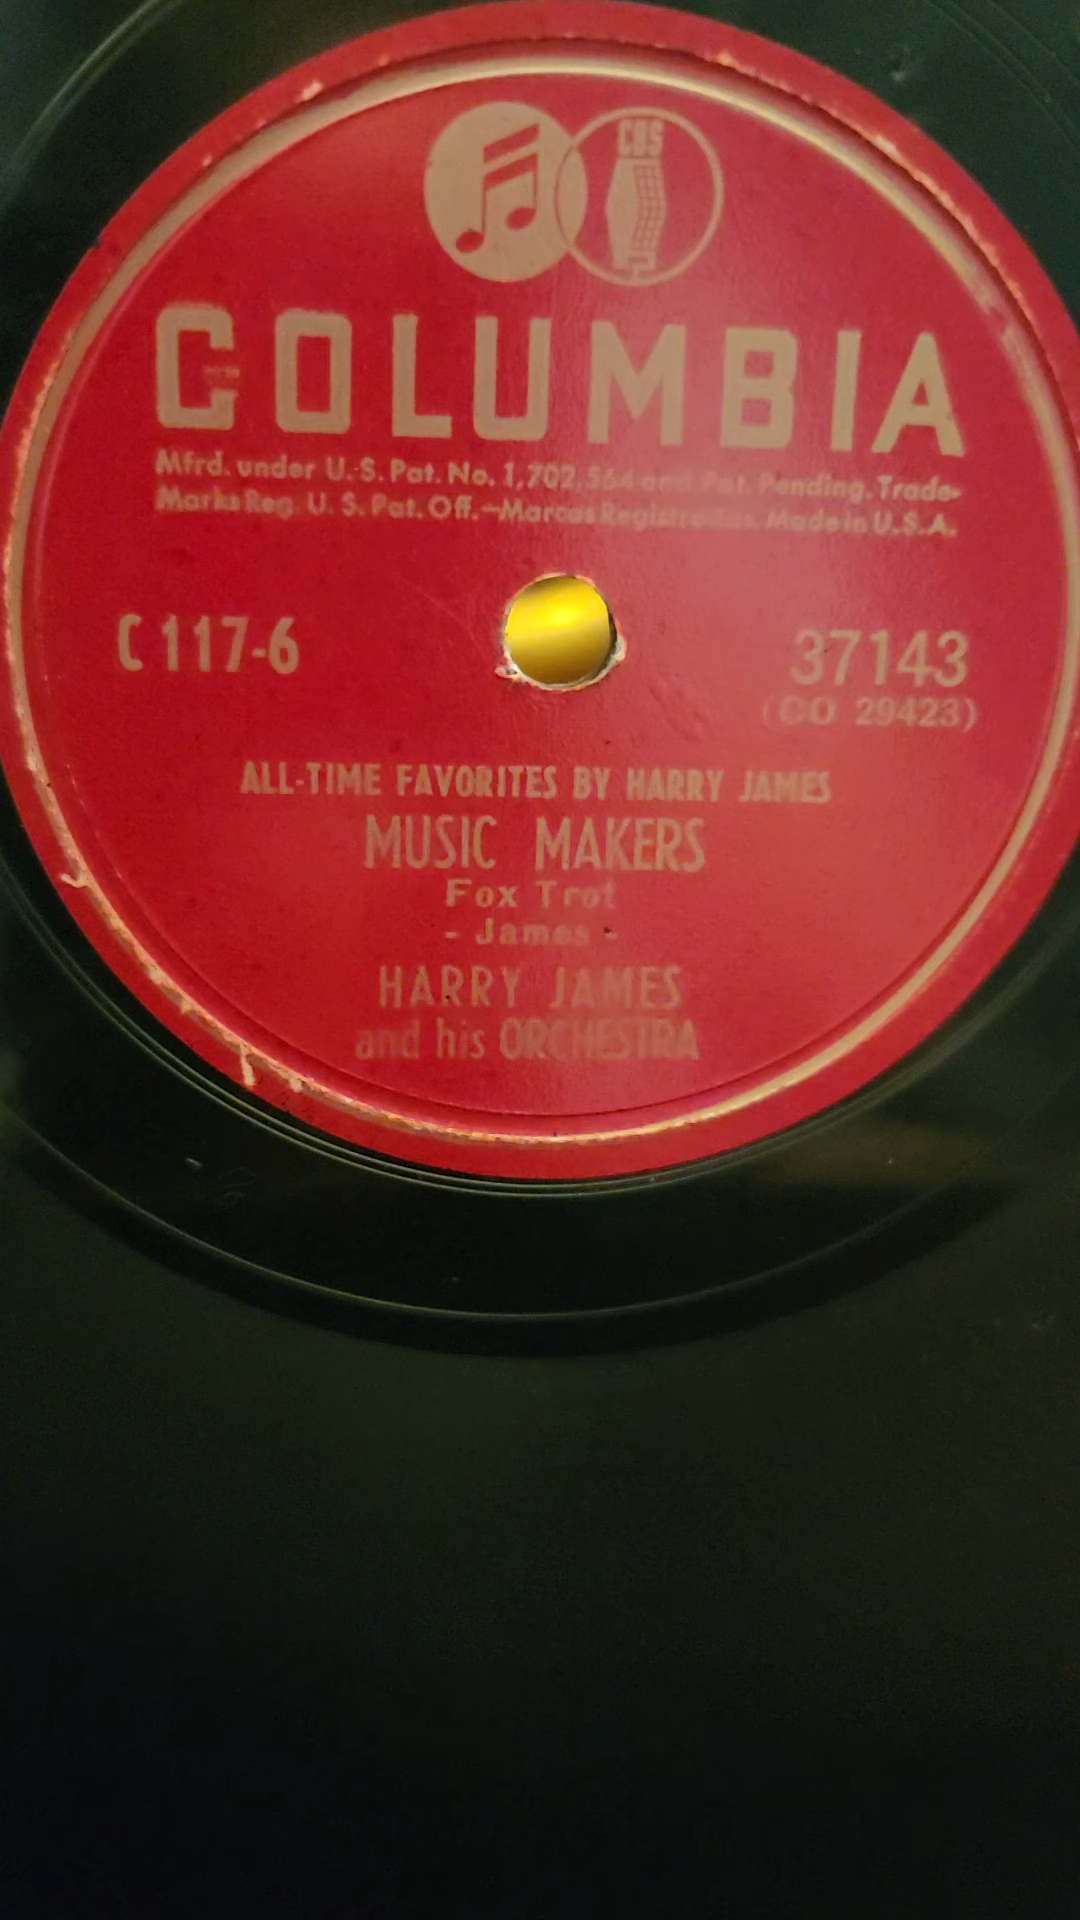 CBS
COLUMBIA
Mfrd. under U.S. Pat. No. 1,702,564 and Pat. Pending. Trade-
Marks Reg. U. S. Pat. Off.—Marcas Registradas. Made in U.S.A.
C 117-6
37143
(CO 29423)
ALL-TIME FAVORITES BY HARRY JAMES
MUSIC MAKERS
Fox Trot
- James -
HARRY JAMES
and his ORCHESTRA